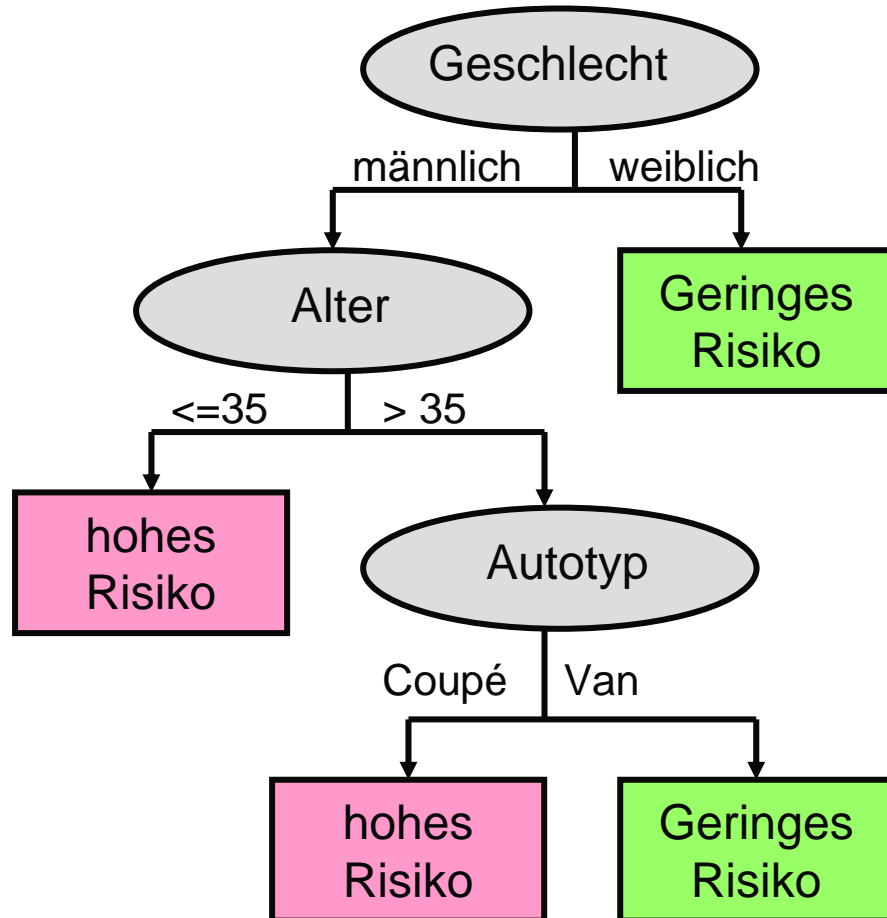 Geschlecht
männlich weiblich
Alter
Geringes
Risiko
<=35 > 35
hohes
Risiko
Autotyp
Coupé Van
hohes
Risiko
Geringes
Risiko